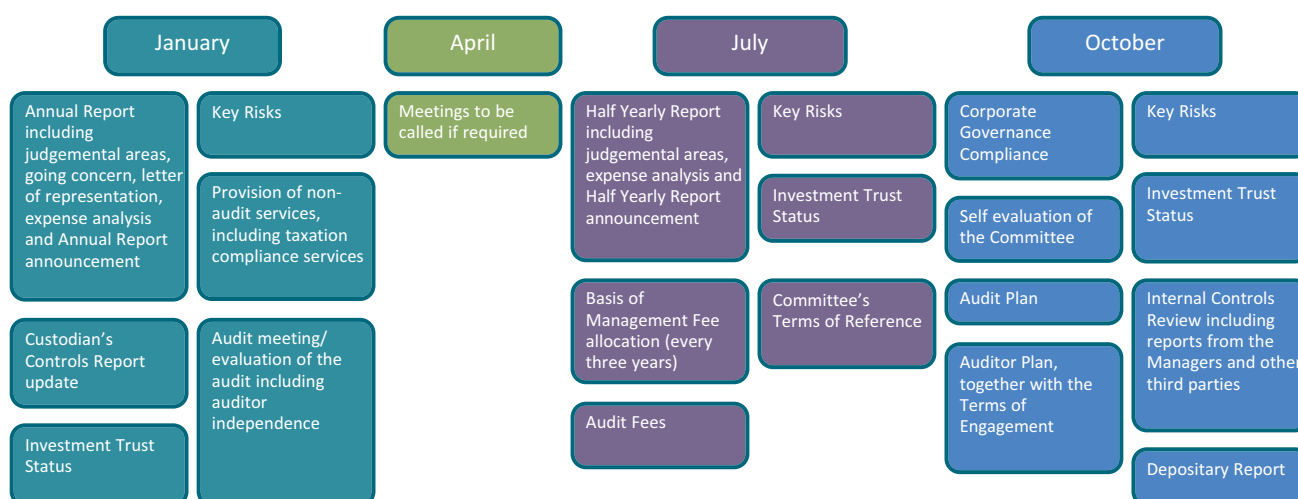 January
Annual Report
including
judgemental areas,
going concern, letter
of representation,
expense analysis
and Annual Report
announcement
Custodian's
Controls Report
update
Investment Trust
Status
Key Risks
Provision of non-
audit services,
including taxation
compliance services
Audit meeting/
evaluation of the
audit including
auditor
independence
April
Meetings to be
called if required
July
Half Yearly Report
including
judgemental areas,
expense analysis and
Half Yearly Report
announcement
Basis of
Management Fee
allocation (every
three years)
Audit Fees
Key Risks
Investment Trust
Status
Committee's
Terms of Reference
October
Corporate
Governance
Compliance
Self evaluation of
the Committee
Audit Plan
Auditor Plan,
together with the
Terms of
Engagement
Key Risks
Investment Trust
Status
Internal Controls
Review including
reports from the
Managers and other
third parties
Depositary Report